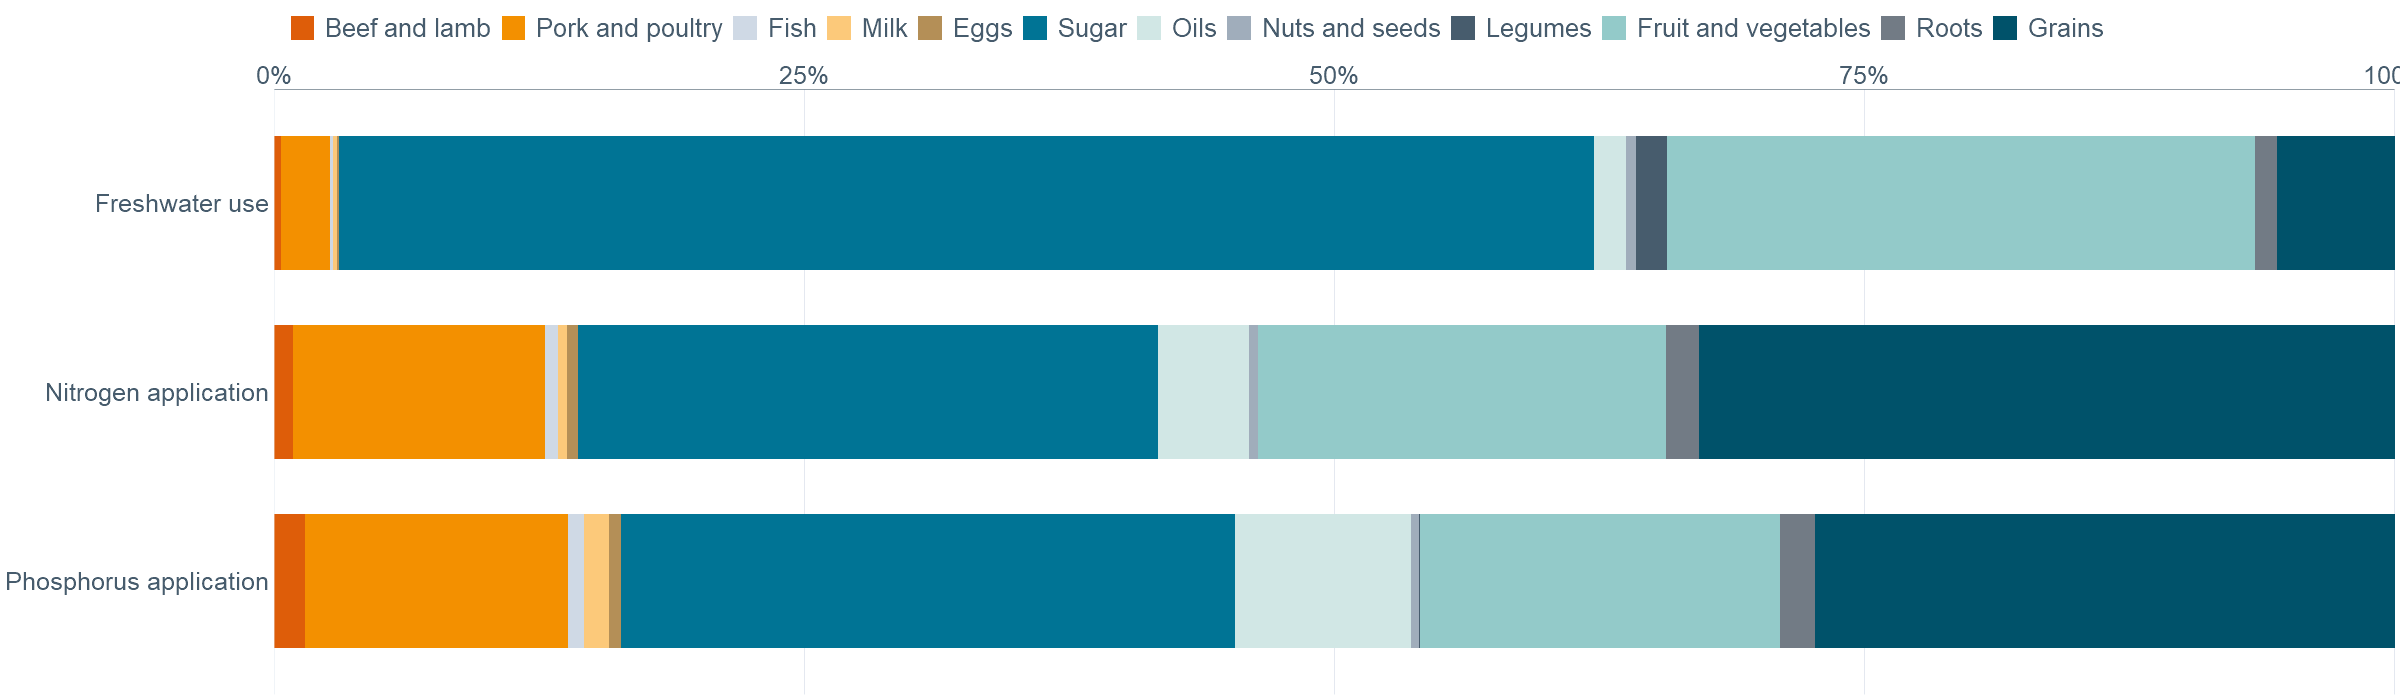 Beef and lamb Pork and poultry Fish Milk Eggs Sugar Oils Nuts and seeds Legumes Fruit and vegetables Roots Grains
0% 25% 50% 75% 100
Freshwater use
Nitrogen application
Phosphorus application